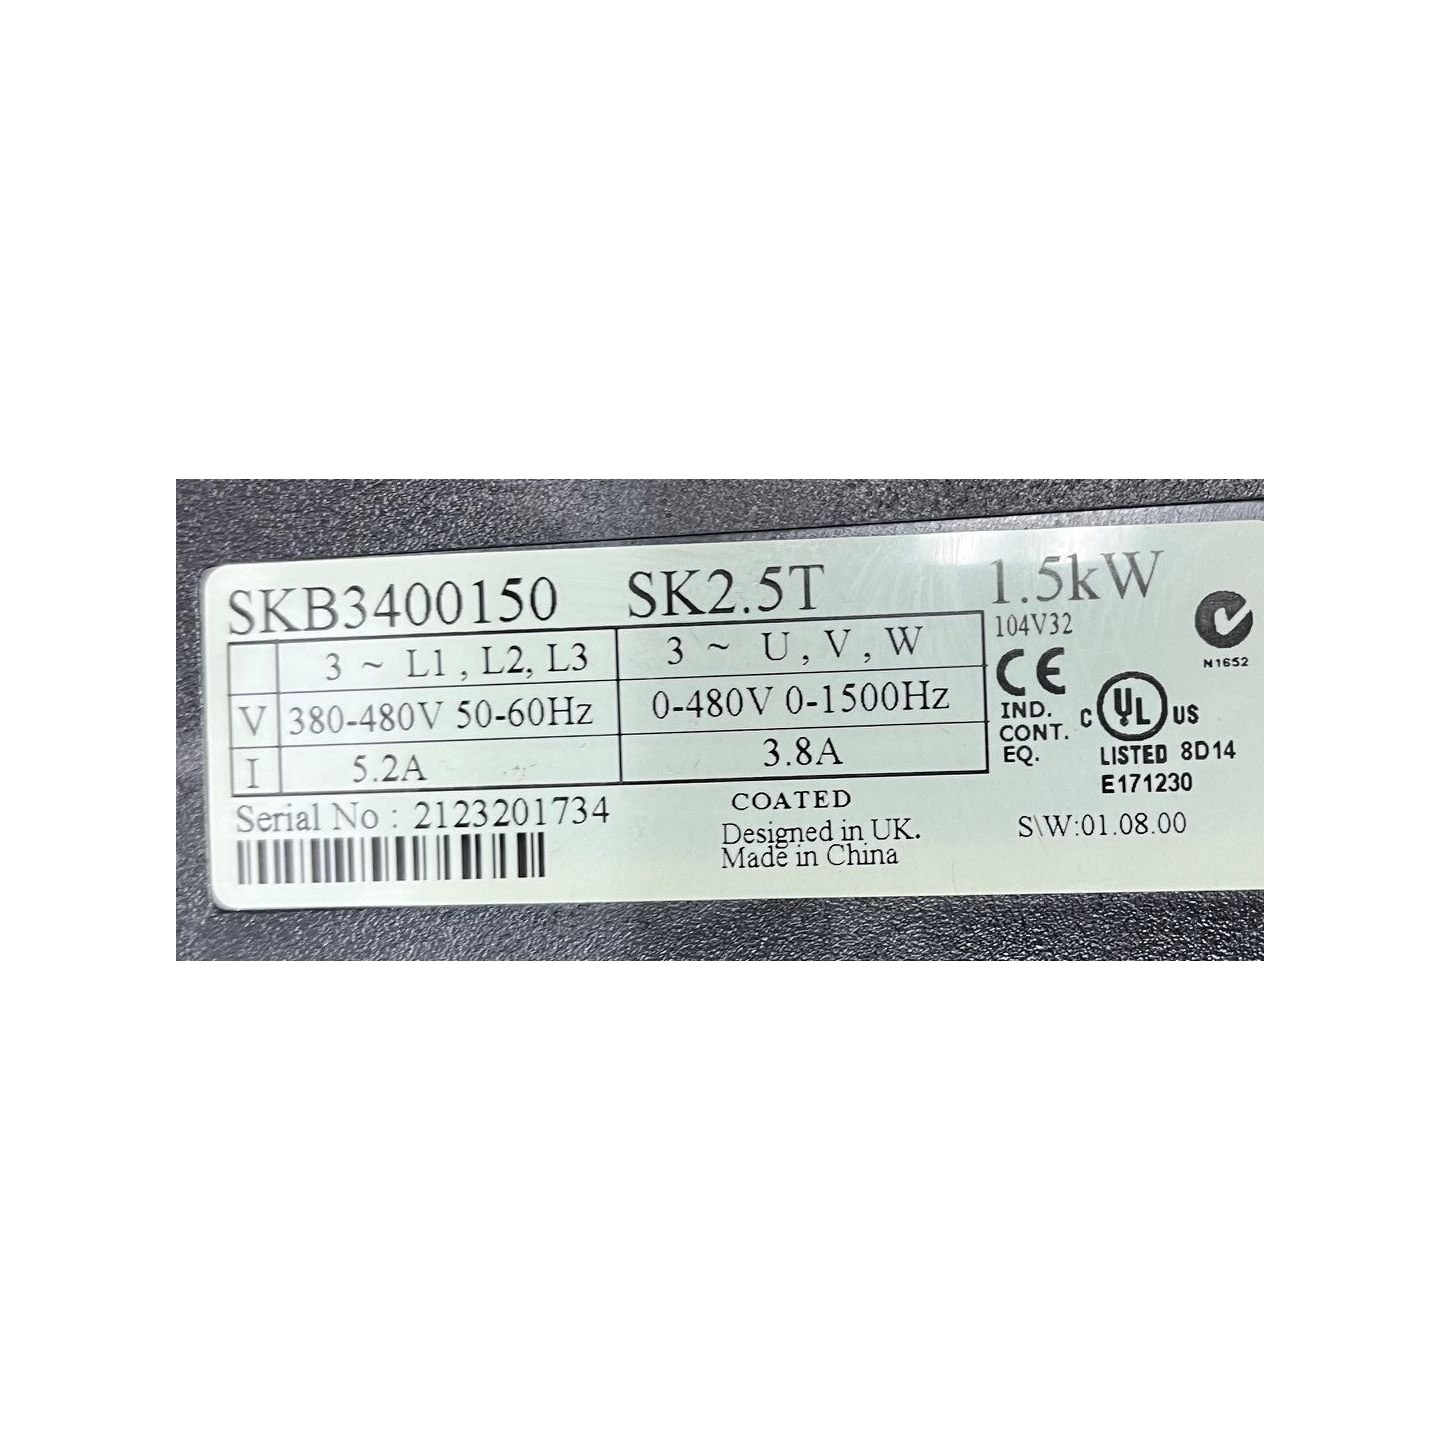 SKB3400150 SK2.5T 1.5kW
104V32
3 ~ L1 , L2, L3 3 ~ U , V , W
V 380-480V 50-60Hz 0-480V 0-1500Hz
I 5.2A 3.8A
Serial No : 2123201734
COATED
Designed in UK.
Made in China
CE
IND.
CONT.
EQ.
N1652
C UL US
LISTED 8D14
E171230
S\W:01.08.00